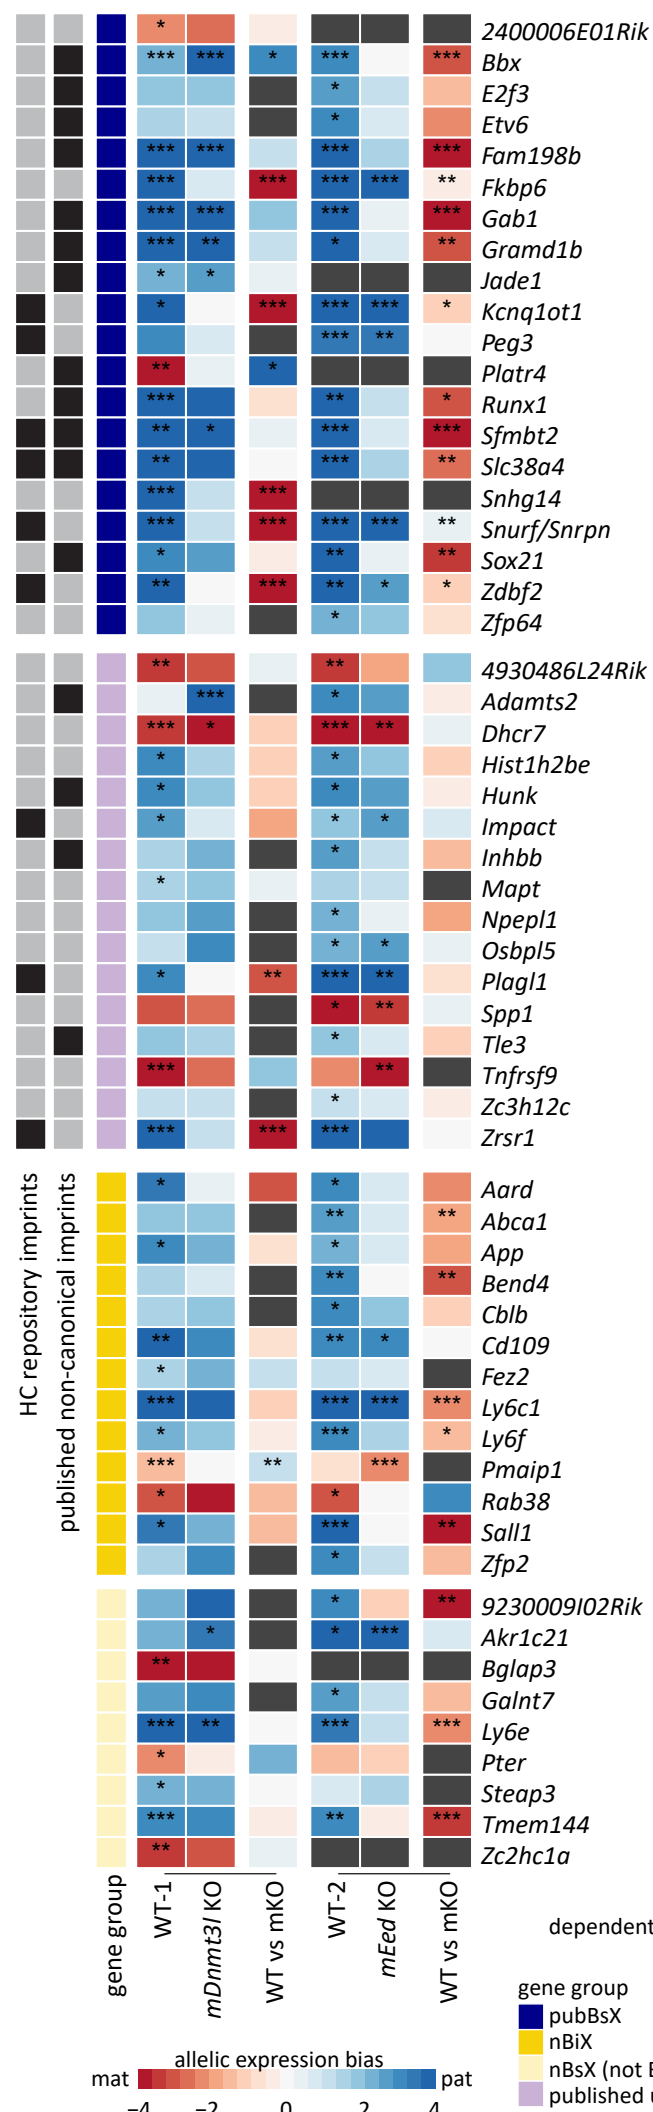 * 2400006E01Rik
*** *** * *** *** Bbx
* E2f3
* Etv6
*** *** *** *** Fam198b
*** *** *** *** ** Fkbp6
*** *** *** *** Gab1
*** ** * ** Gramd1b
* * Jade1
* *** *** *** * Kcnq1ot1
*** ** Peg3
** * Platr4
*** ** * Runx1
** * *** *** Sfmbt2
** *** ** Slc38a4
*** *** Snhg14
*** *** *** *** ** Snurf/Snrpn
* ** ** Sox21
** *** ** * * Zdbf2
* Zfp64
** ** 4930486L24Rik
*** * Adamts2
*** * *** ** Dhcr7
* * Hist1h2be
* * Hunk
* * * Impact
* Inhbb
* Mapt
* Npepl1
* * Osbpl5
* ** *** ** Plagl1
* ** Spp1
* Tle3
*** ** Tnfrsf9
* Zc3h12c
*** *** *** Zrsr1
* * Aard
** ** Abca1
* * App
** ** Bend4
* Cblb
** ** * Cd109
* Fez2
*** *** *** *** Ly6c1
* *** * Ly6f
*** ** *** Pmaip1
* * Rab38
* *** ** Sall1
* Zfp2
* ** 9230009I02Rik
* * *** Akr1c21
** Bglap3
* Galnt7
*** ** *** *** Ly6e
* Pter
* Steap3
*** ** *** Tmem144
** Zc2hc1a
HC repository imprints
published non-canonical imprints
gene group
WT-1
mDnmt3l KO
WT vs mKO
WT-2
mEed KO
WT vs mKO
dependent
gene group
pubBsX
nBiX
nBsX (not
published
allelic expression bias
mat pat
−4 −2 0 2 4